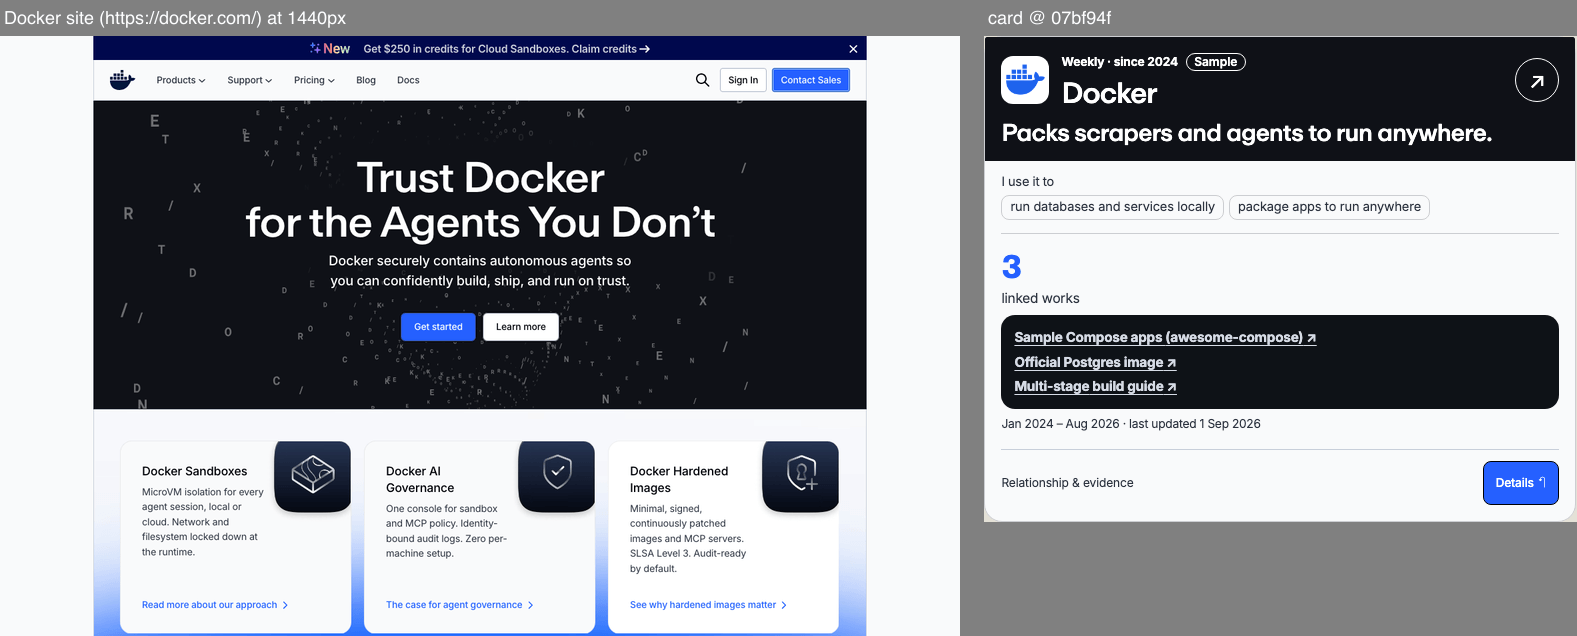 Docker site (https://docker.com/) at 1440px
New Get $250 in credits for Cloud Sandboxes. Claim credits →
Products Support Pricing Blog Docs Sign In Contact Sales
Trust Docker
for the Agents You Don’t
Docker securely contains autonomous agents so
you can confidently build, ship, and run on trust.
Get started Learn more
Docker Sandboxes
MicroVM isolation for every
agent session, local or
cloud. Network and
filesystem locked down at
the runtime.
Read more about our approach
Docker AI
Governance
One console for sandbox
and MCP policy. Identity-
bound audit logs. Zero per-
machine setup.
The case for agent governance
Docker Hardened
Images
Minimal, signed,
continuously patched
images and MCP servers.
SLSA Level 3. Audit-ready
by default.
See why hardened images matter
card @ 07bf94f
Weekly · since 2024 Sample
Docker
Packs scrapers and agents to run anywhere.
I use it to
run databases and services locally package apps to run anywhere
3
linked works
Sample Compose apps (awesome-compose) ↗
Official Postgres image ↗
Multi-stage build guide ↗
Jan 2024 – Aug 2026 · last updated 1 Sep 2026
Relationship & evidence
Details